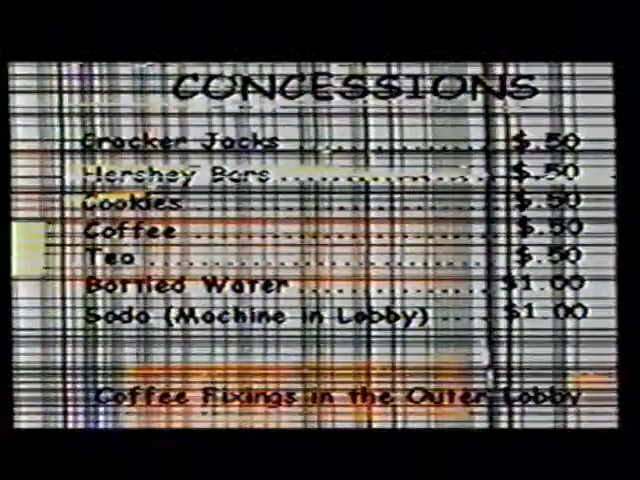 CONCESSIONS
Cracker Jacks ................ $.50
Hershey Bars ................ $.50
Cookies ................ $.50
Coffee ................ $.50
Tea ................ $.50
Bottled Water ................ $1.00
Soda (Machine in Lobby) .... $1.00
Coffee Fixings in the Outer Lobby